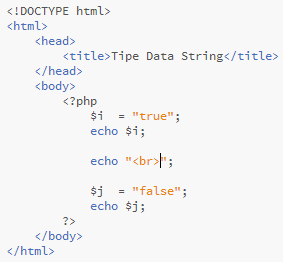 <!DOCTYPE html>
<html>
    <head>
        <title>Tipe Data String</title>
    </head>
    <body>
        <?php
            $i  = "true";
            echo $i;

            echo "<br>";

            $j  = "false";
            echo $j;
        ?>
    </body>
</html>